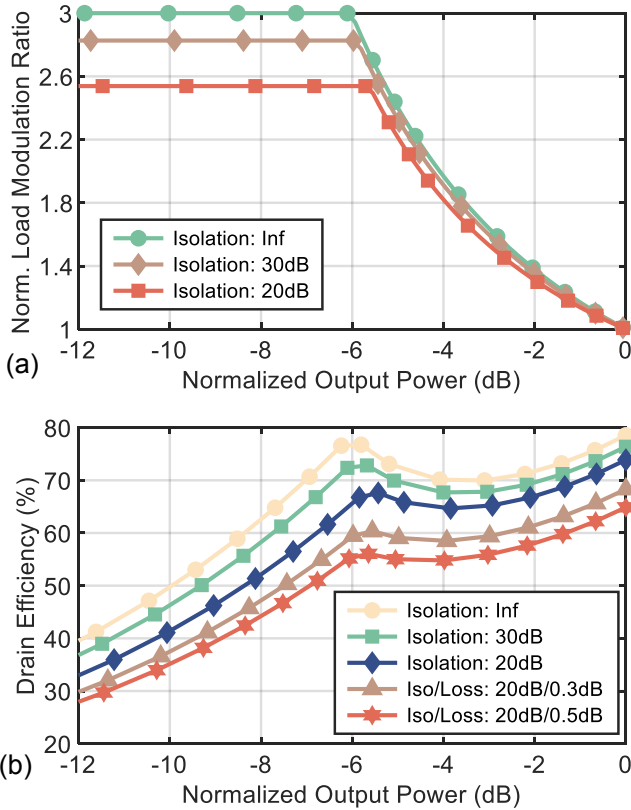 Norm. Load Modulation Ratio
3
2.6
2.2
1.8
1.4
1
Isolation: Inf
Isolation: 30dB
Isolation: 20dB
-12 -10 -8 -6 -4 -2 0
(a)
Normalized Output Power (dB)
Drain Efficiency (%)
80
70
60
50
40
30
20
Isolation: Inf
Isolation: 30dB
Isolation: 20dB
Iso/Loss: 20dB/0.3dB
Iso/Loss: 20dB/0.5dB
-12 -10 -8 -6 -4 -2 0
(b)
Normalized Output Power (dB)